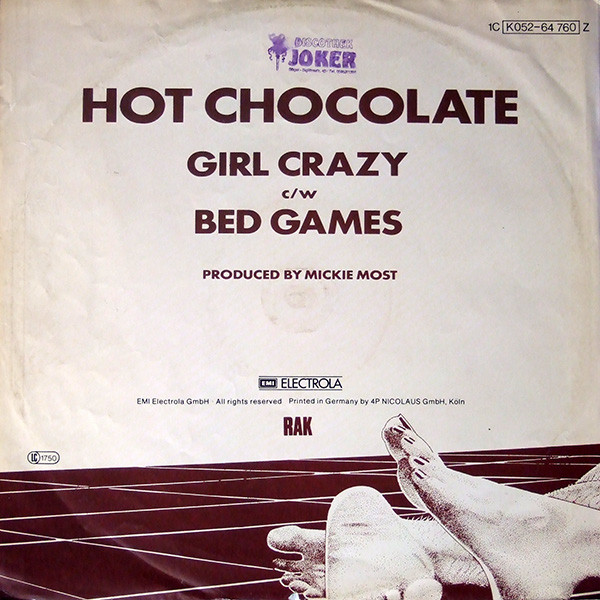 1C K052-64 760 Z
DISCOTHEK
JOKER
HOT CHOCOLATE
GIRL CRAZY
c/w
BED GAMES
PRODUCED BY MICKIE MOST
EMI ELECTROLA
EMI Electrola GmbH · All rights reserved Printed in Germany by 4P NICOLAUS GmbH, Köln
RAK
LC 1750